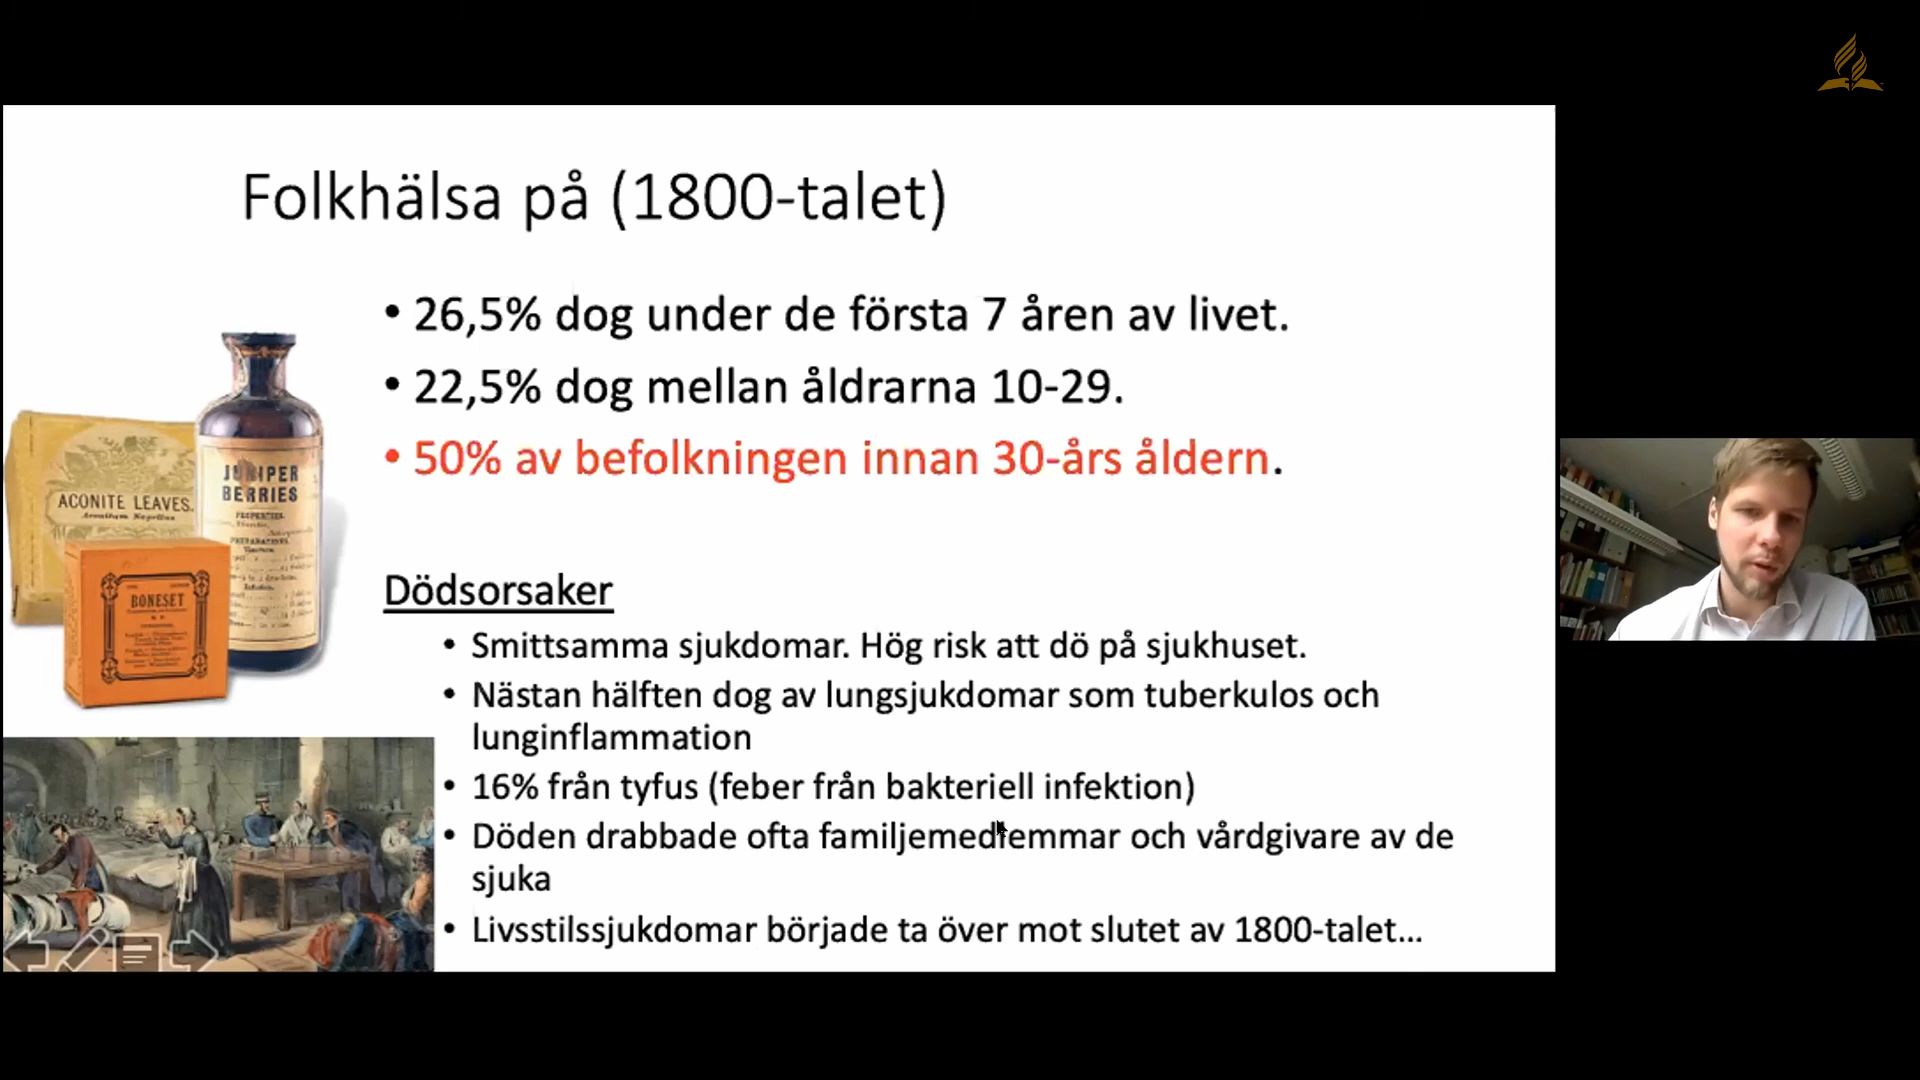 Folkhälsa på (1800-talet)
• 26,5% dog under de första 7 åren av livet.
• 22,5% dog mellan åldrarna 10-29.
• 50% av befolkningen innan 30-års åldern.
ACONITE LEAVES.
JUNIPER
BERRIES
BONESET
Dödsorsaker
• Smittsamma sjukdomar. Hög risk att dö på sjukhuset.
• Nästan hälften dog av lungsjukdomar som tuberkulos och
lunginflammation
• 16% från tyfus (feber från bakteriell infektion)
• Döden drabbade ofta familjemedlemmar och vårdgivare av de
sjuka
• Livsstilssjukdomar började ta över mot slutet av 1800-talet...